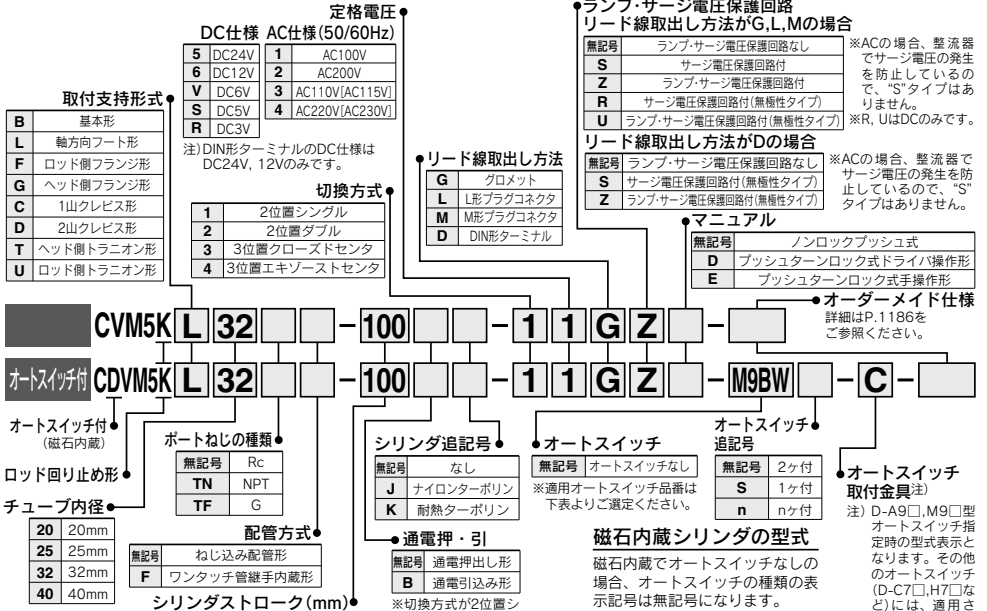 定格電圧
DC仕様 AC仕様(50/60Hz)
5 DC24V 1 AC100V
6 DC12V 2 AC200V
V DC6V 3 AC110V[AC115V]
S DC5V 4 AC220V[AC230V]
R DC3V
注)DIN形ターミナルのDC仕様は
DC24V, 12Vのみです。
ランプ・サージ電圧保護回路
リード線取出し方法がG,L,Mの場合
無記号 ランプ・サージ電圧保護回路なし
S サージ電圧保護回路付
Z ランプ・サージ電圧保護回路付
R サージ電圧保護回路付(無極性タイプ)
U ランプ・サージ電圧保護回路付(無極性タイプ)
※ACの場合、整流器
でサージ電圧の発生
を防止しているの
で、“S”タイプはあ
りません。
※R, UはDCのみです。
リード線取出し方法がDの場合
無記号 ランプ・サージ電圧保護回路なし
S サージ電圧保護回路付(無極性タイプ)
Z ランプ・サージ電圧保護回路付(無極性タイプ)
※ACの場合、整流器で
サージ電圧の発生を防
止しているので、“S”
タイプはありません。
取付支持形式
B 基本形
L 軸方向フート形
F ロッド側フランジ形
G ヘッド側フランジ形
C 1山クレビス形
D 2山クレビス形
T ヘッド側トラニオン形
U ロッド側トラニオン形
切換方式
1 2位置シングル
2 2位置ダブル
3 3位置クローズドセンタ
4 3位置エキゾーストセンタ
リード線取出し方法
G グロメット
L L形プラグコネクタ
M M形プラグコネクタ
D DIN形ターミナル
マニュアル
無記号 ノンロックプッシュ式
D プッシュターンロック式ドライバ操作形
E プッシュターンロック式手操作形
オーダーメイド仕様
詳細はP.1186を
ご参照ください。
CVM5K L 32 - 100 - 1 1 G Z -
オートスイッチ付 CDVM5K L 32 - 100 - 1 1 G Z - M9BW - C -
オートスイッチ付
(磁石内蔵)
ロッド回り止め形
チューブ内径
20 20mm
25 25mm
32 32mm
40 40mm
ポートねじの種類
無記号 Rc
TN NPT
TF G
配管方式
無記号 ねじ込み配管形
F ワンタッチ管継手内蔵形
シリンダストローク(mm)
シリンダ追記号
無記号 なし
J ナイロンターポリン
K 耐熱ターポリン
通電押・引
無記号 通電押出し形
B 通電引込み形
※切換方式が2位置シ
オートスイッチ
無記号 オートスイッチなし
※適用オートスイッチ品番は
下表よりご選定ください。
オートスイッチ
追記号
無記号 2ヶ付
S 1ヶ付
n nヶ付
磁石内蔵シリンダの型式
磁石内蔵でオートスイッチなしの
場合、オートスイッチの種類の表
示記号は無記号になります。
オートスイッチ
取付金具注)
注) D-A9□,M9□型
オートスイッチ指
定時の型式表示と
なります。その他
のオートスイッチ
(D-C7□,H7□な
ど)には、適用さ